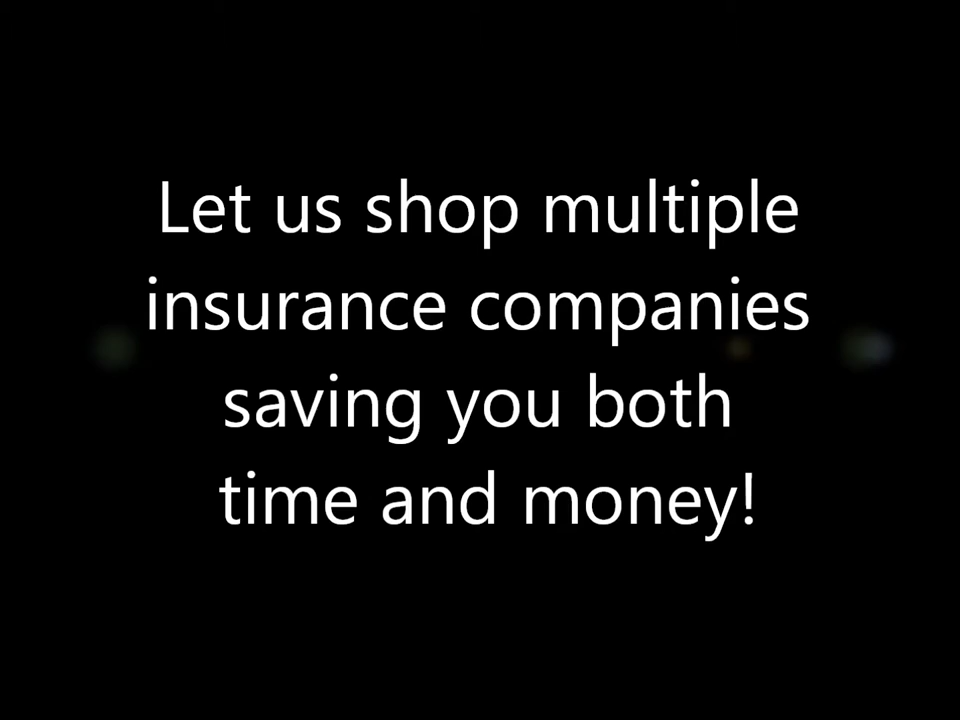 Let us shop multiple
insurance companies
saving you both
time and money!